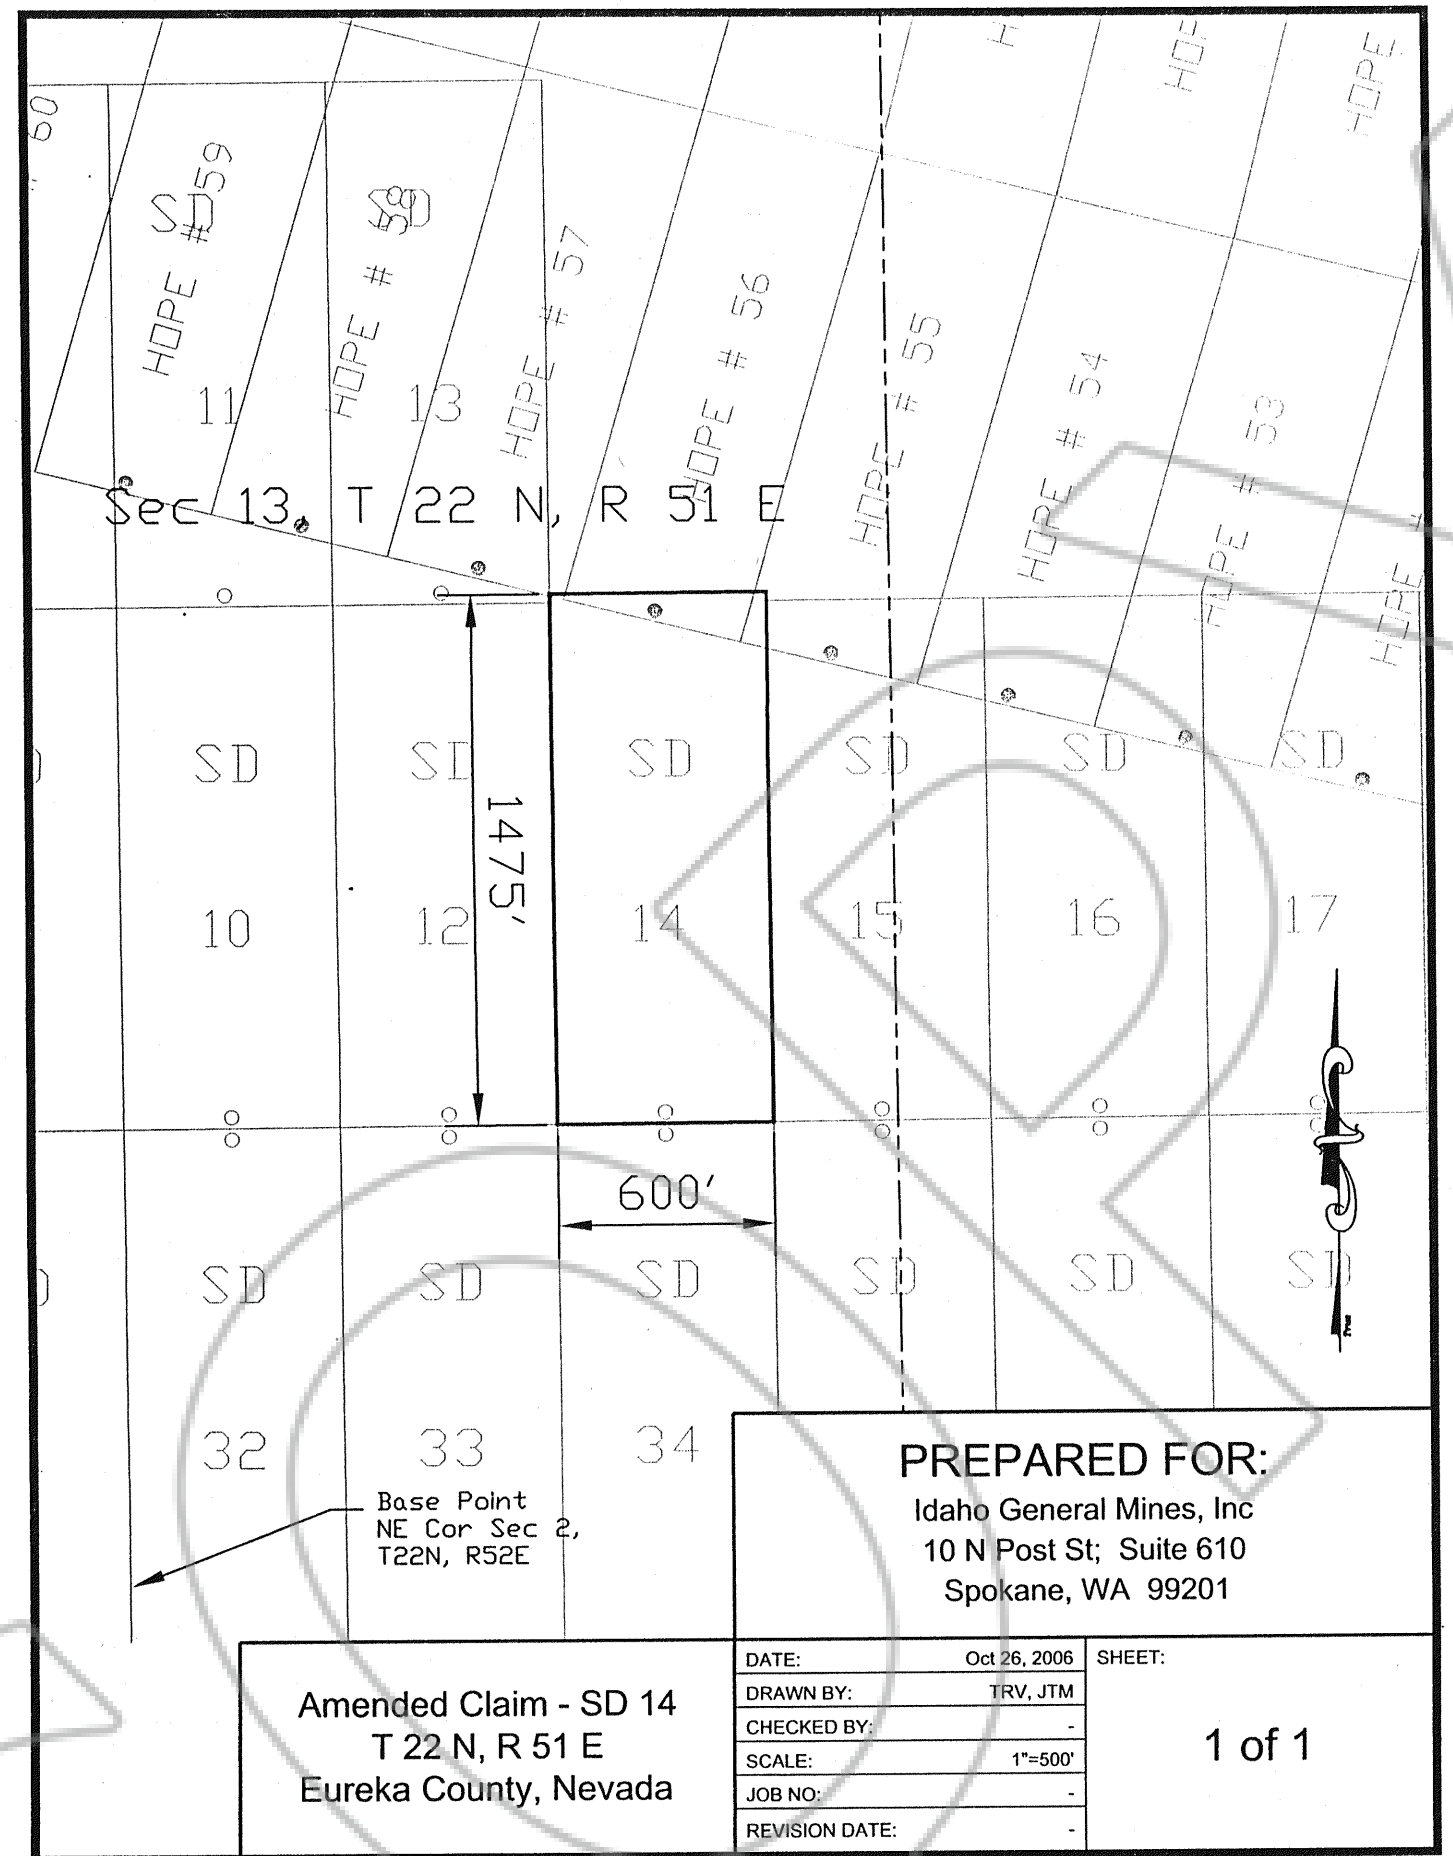 60
SD
HOPE # 59
11
SD
HOPE # 58
13
HOPE # 57
HOPE # 56
HOPE # 55
HOPE # 54
HOPE # 53
HOPE
HOPE
HOPE
H
Sec 13, T 22 N, R 51 E
SD
10
SD
12
SD
14
SD
15
SD
16
SD
17
1475'
600'
SD
32
SD
33
SD
34
SD
SD
SD
Base Point
NE Cor Sec 2,
T22N, R52E
PREPARED FOR:
Idaho General Mines, Inc
10 N Post St; Suite 610
Spokane, WA 99201
Amended Claim - SD 14
T 22 N, R 51 E
Eureka County, Nevada
DATE: Oct 26, 2006
DRAWN BY: TRV, JTM
CHECKED BY: -
SCALE: 1"=500'
JOB NO: -
REVISION DATE: -
SHEET:
1 of 1